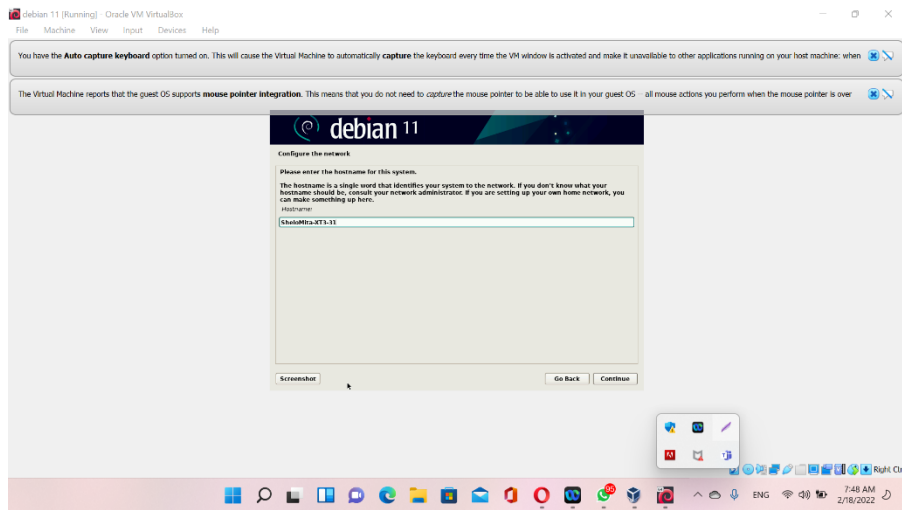 debian 11 [Running] - Oracle VM VirtualBox
File Machine View Input Devices Help
You have the Auto capture keyboard option turned on. This will cause the Virtual Machine to automatically capture the keyboard every time the VM window is activated and make it unavailable to other applications running on your host machine: when
The Virtual Machine reports that the guest OS supports mouse pointer integration. This means that you do not need to capture the mouse pointer to be able to use it in your guest OS -- all mouse actions you perform when the mouse pointer is over
debian 11
Configure the network
Please enter the hostname for this system.
The hostname is a single word that identifies your system to the network. If you don't know what your
hostname should be, consult your network administrator. If you are setting up your own home network, you
can make something up here.
Hostname:
SheloMita-XT3-31
Screenshot Go Back Continue
Right Ctrl
95
ENG
7:48 AM
2/18/2022